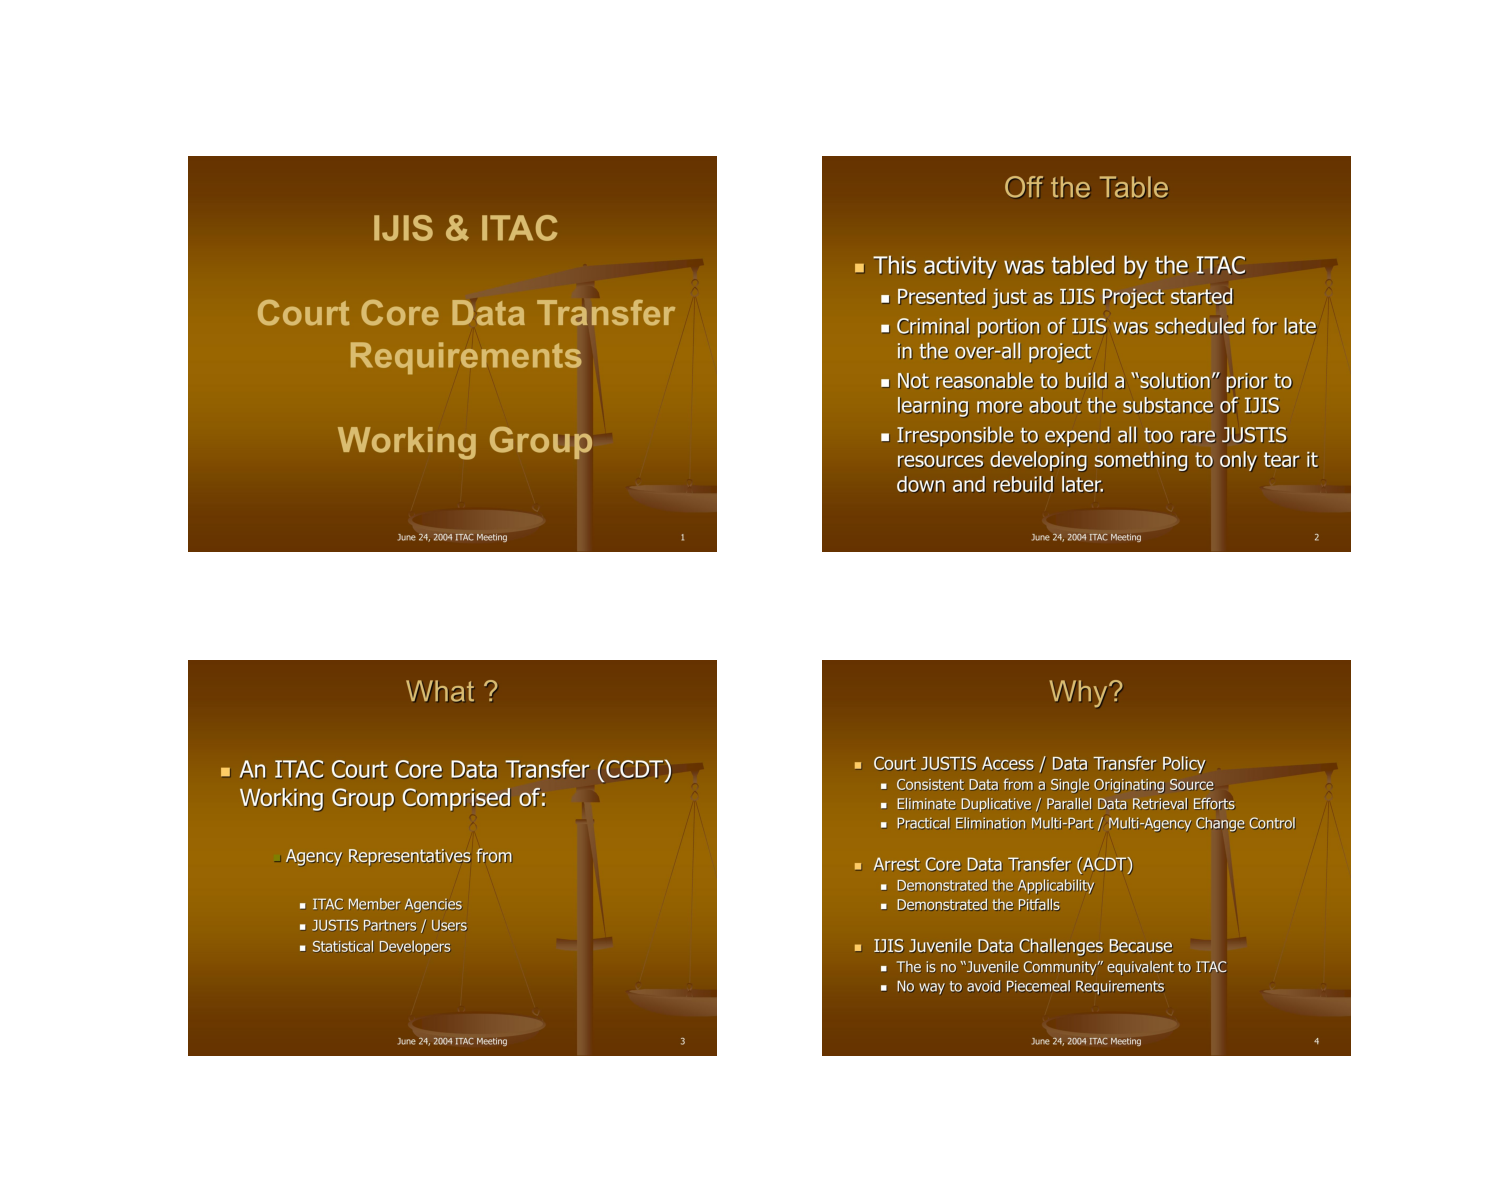 IJIS & ITAC
Court Core Data Transfer
Requirements
Working Group
June 24, 2004 ITAC Meeting
1
Off the Table
This activity was tabled by the ITAC
Presented just as IJIS Project started
Criminal portion of IJIS was scheduled for late
in the over-all project
Not reasonable to build a “solution” prior to
learning more about the substance of IJIS
Irresponsible to expend all too rare JUSTIS
resources developing something to only tear it
down and rebuild later.
June 24, 2004 ITAC Meeting
2
What ?
An ITAC Court Core Data Transfer (CCDT)
Working Group Comprised of:
Agency Representatives from
ITAC Member Agencies
JUSTIS Partners / Users
Statistical Developers
June 24, 2004 ITAC Meeting
3
Why?
Court JUSTIS Access / Data Transfer Policy
Consistent Data from a Single Originating Source
Eliminate Duplicative / Parallel Data Retrieval Efforts
Practical Elimination Multi-Part / Multi-Agency Change Control
Arrest Core Data Transfer (ACDT)
Demonstrated the Applicability
Demonstrated the Pitfalls
IJIS Juvenile Data Challenges Because
The is no “Juvenile Community” equivalent to ITAC
No way to avoid Piecemeal Requirements
June 24, 2004 ITAC Meeting
4